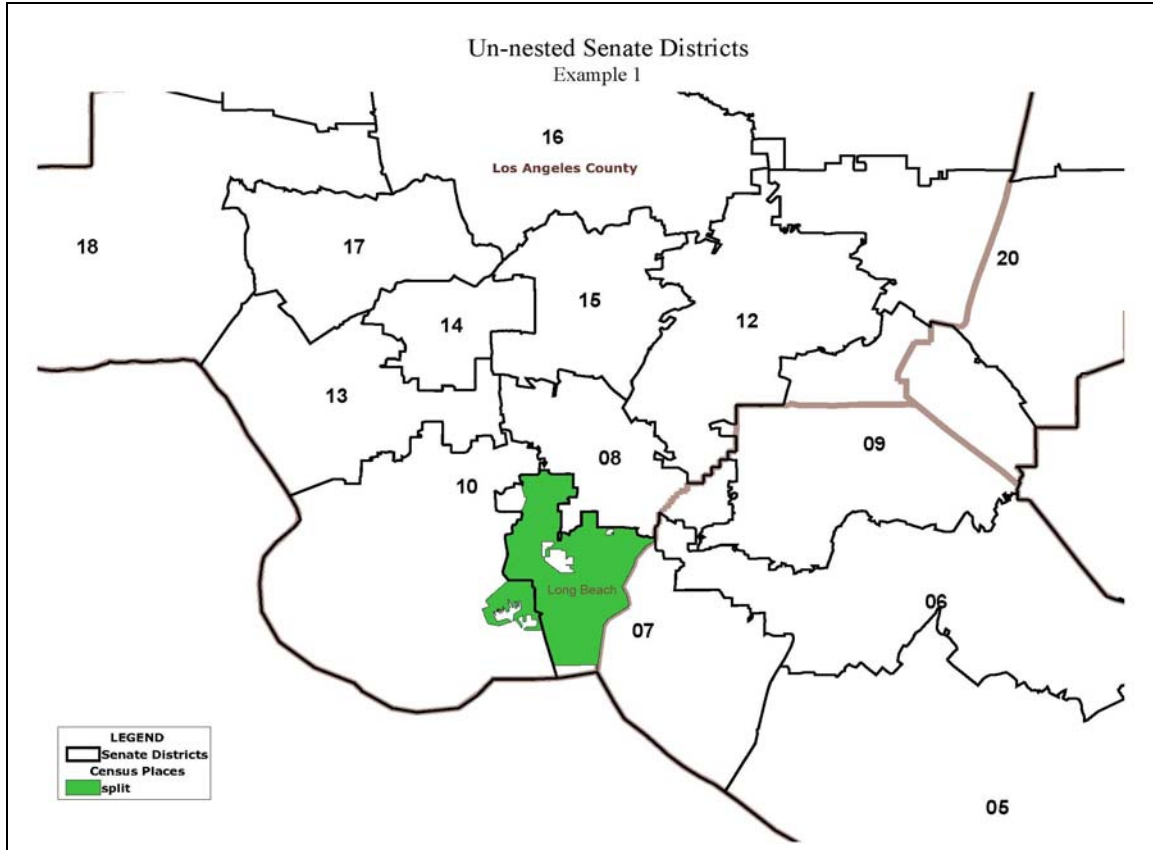 Un-nested Senate Districts
Example 1
16
Los Angeles County
18
17
20
15
14
12
13
09
08
10
Long Beach
06
07
05
LEGEND
Senate Districts
Census Places
split